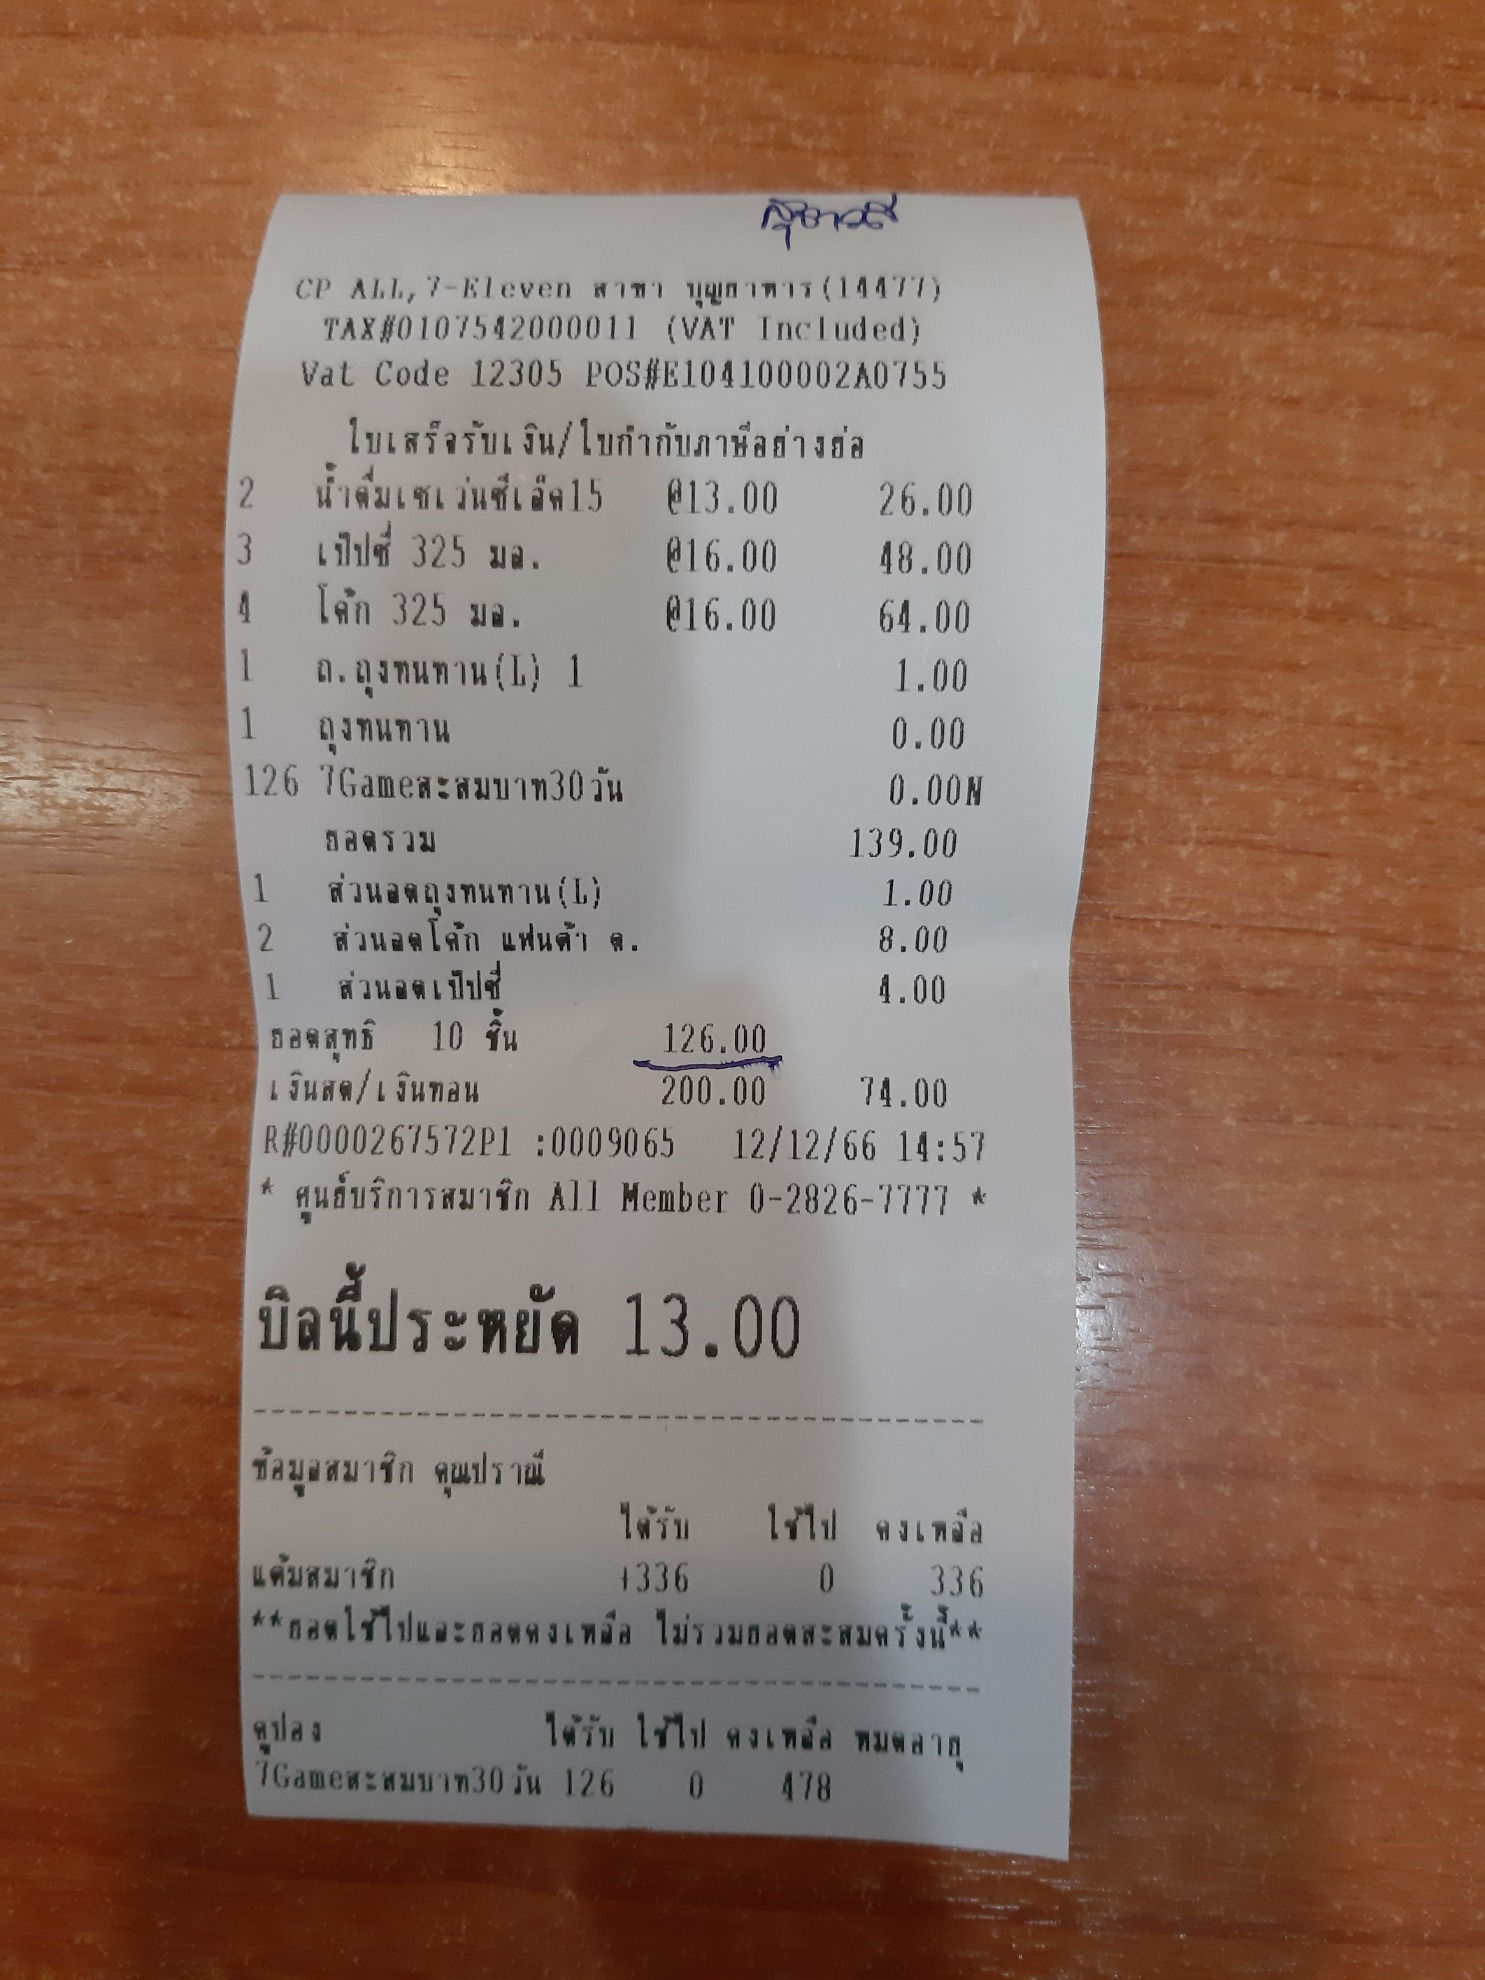 สุชาวดี
CP ALL,7-Eleven สาขา บุญธาหาร(14477)
TAX#0107542000011 (VAT Included)
Vat Code 12305 POS#E104100002A0755
ใบเสร็จรับเงิน/ใบกำกับภาษีอย่างย่อ
2 น้ำดื่มเซเว่นซีเล็ค15 @13.00 26.00
3 เป๊ปซี่ 325 มล. @16.00 48.00
4 โค้ก 325 มล. @16.00 64.00
1 ถ.ถุงทนทาน(L) 1 1.00
1 ถุงทนทาน 0.00
126 7Gameสะสมบาท30วัน 0.00N
ยอดรวม 139.00
1 ส่วนลดถุงทนทาน(L) 1.00
2 ส่วนลดโค้ก แฟนต้า ด. 8.00
1 ส่วนลดเป๊ปซี่ 4.00
ยอดสุทธิ 10 ชิ้น 126.00
เงินสด/เงินทอน 200.00 74.00
R#0000267572P1 :0009065 12/12/66 14:57
* ศูนย์บริการสมาชิก All Member 0-2826-7777 *
บิลนี้ประหยัด 13.00
ข้อมูลสมาชิก คุณปราณี
ได้รับ ใช้ไป คงเหลือ
แต้มสมาชิก +336 0 336
**ยอดใช้ไปและยอดคงเหลือ ไม่รวมยอดสะสมครั้งนี้**
คูปอง ได้รับ ใช้ไป คงเหลือ หมดอายุ
7Gameสะสมบาท30วัน 126 0 478